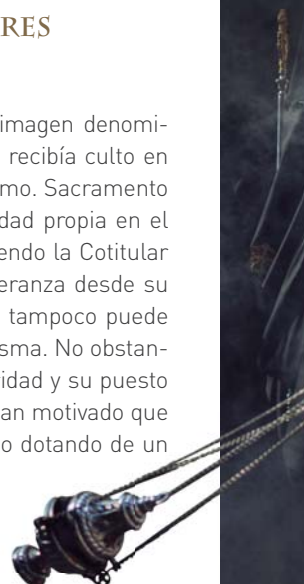 RES
imagen denomi-
recibía culto en
mo. Sacramento
dad propia en el
endo la Cotitular
eranza desde su
tampoco puede
sma. No obstan-
idad y su puesto
an motivado que
o dotando de un